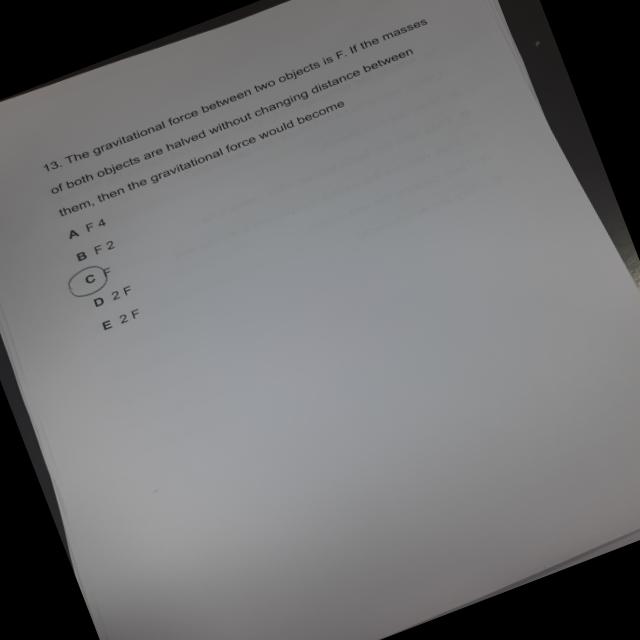 13. The gravitational force between two objects is F. If the masses
of both objects are halved without changing distance between
them, then the gravitational force would become
A F 4
B F 2
C F
D 2 F
E 2 F